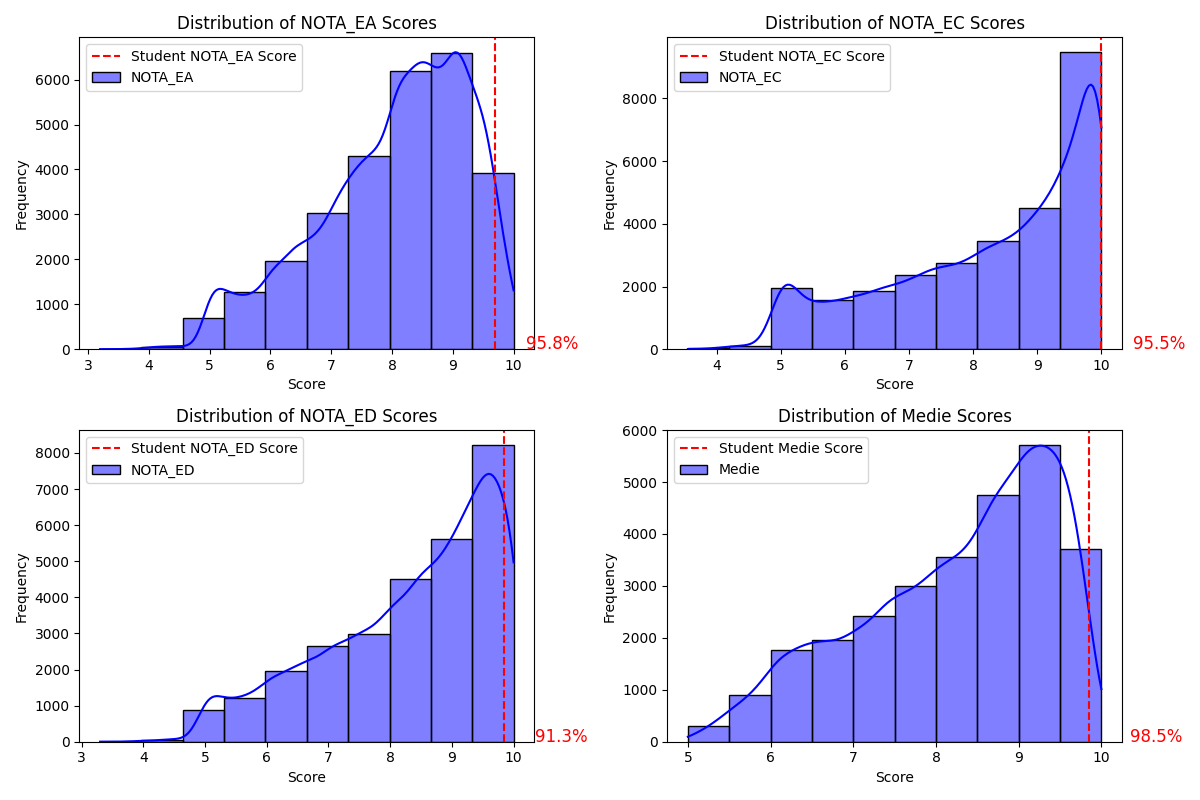 Distribution of NOTA_EA Scores
Student NOTA_EA Score
NOTA_EA
Frequency
6000
5000
4000
3000
2000
1000
0
3 4 5 6 7 8 9 10
Score
95.8%
Distribution of NOTA_EC Scores
Student NOTA_EC Score
NOTA_EC
Frequency
8000
6000
4000
2000
0
4 5 6 7 8 9 10
Score
95.5%
Distribution of NOTA_ED Scores
Student NOTA_ED Score
NOTA_ED
Frequency
8000
7000
6000
5000
4000
3000
2000
1000
0
3 4 5 6 7 8 9 10
Score
91.3%
Distribution of Medie Scores
Student Medie Score
Medie
Frequency
6000
5000
4000
3000
2000
1000
0
5 6 7 8 9 10
Score
98.5%